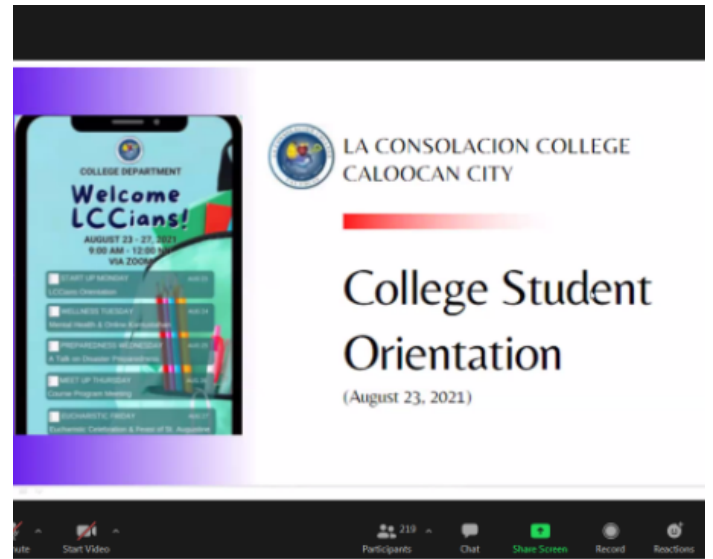 COLLEGE DEPARTMENT
Welcome
LCCians!
AUGUST 23 - 27, 2021
9:00 AM - 12:00
VIA ZOOM
START UP MONDAY
LCCians Orientation
WELLNESS TUESDAY
Mental Health & Online
PREPAREDNESS WEDNESDAY
A Talk on Disaster Preparedness
MEET UP THURSDAY
Course Program Meeting
EUCHARISTIC FRIDAY
Eucharistic Celebration & Feast of St. Augustine
LA CONSOLACION COLLEGE
CALOOCAN CITY
College Student
Orientation
(August 23, 2021)
Start Video
219
Participants
Chat
Share Screen
Record
Reactions